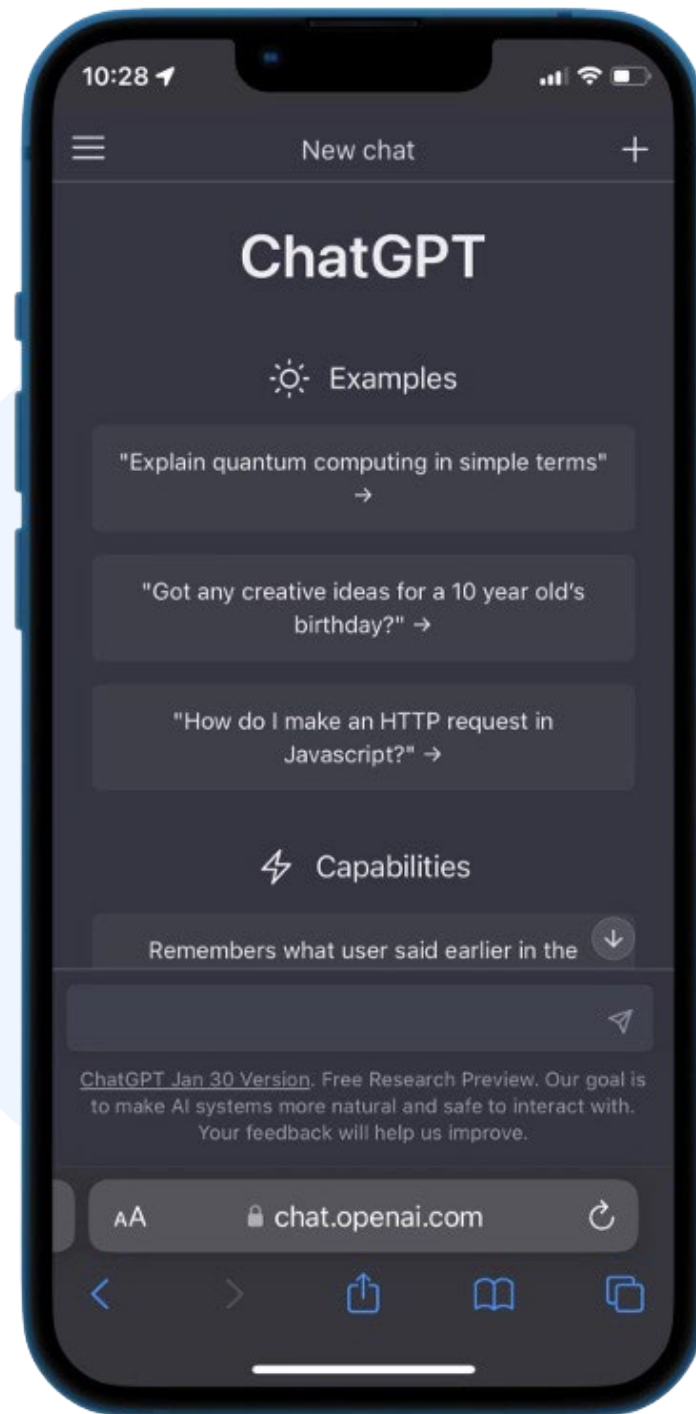 10:28
New chat
ChatGPT
Examples
"Explain quantum computing in simple terms"
→
"Got any creative ideas for a 10 year old's
birthday?" →
"How do I make an HTTP request in
Javascript?" →
Capabilities
Remembers what user said earlier in the
ChatGPT Jan 30 Version. Free Research Preview. Our goal is
to make AI systems more natural and safe to interact with.
Your feedback will help us improve.
AA chat.openai.com